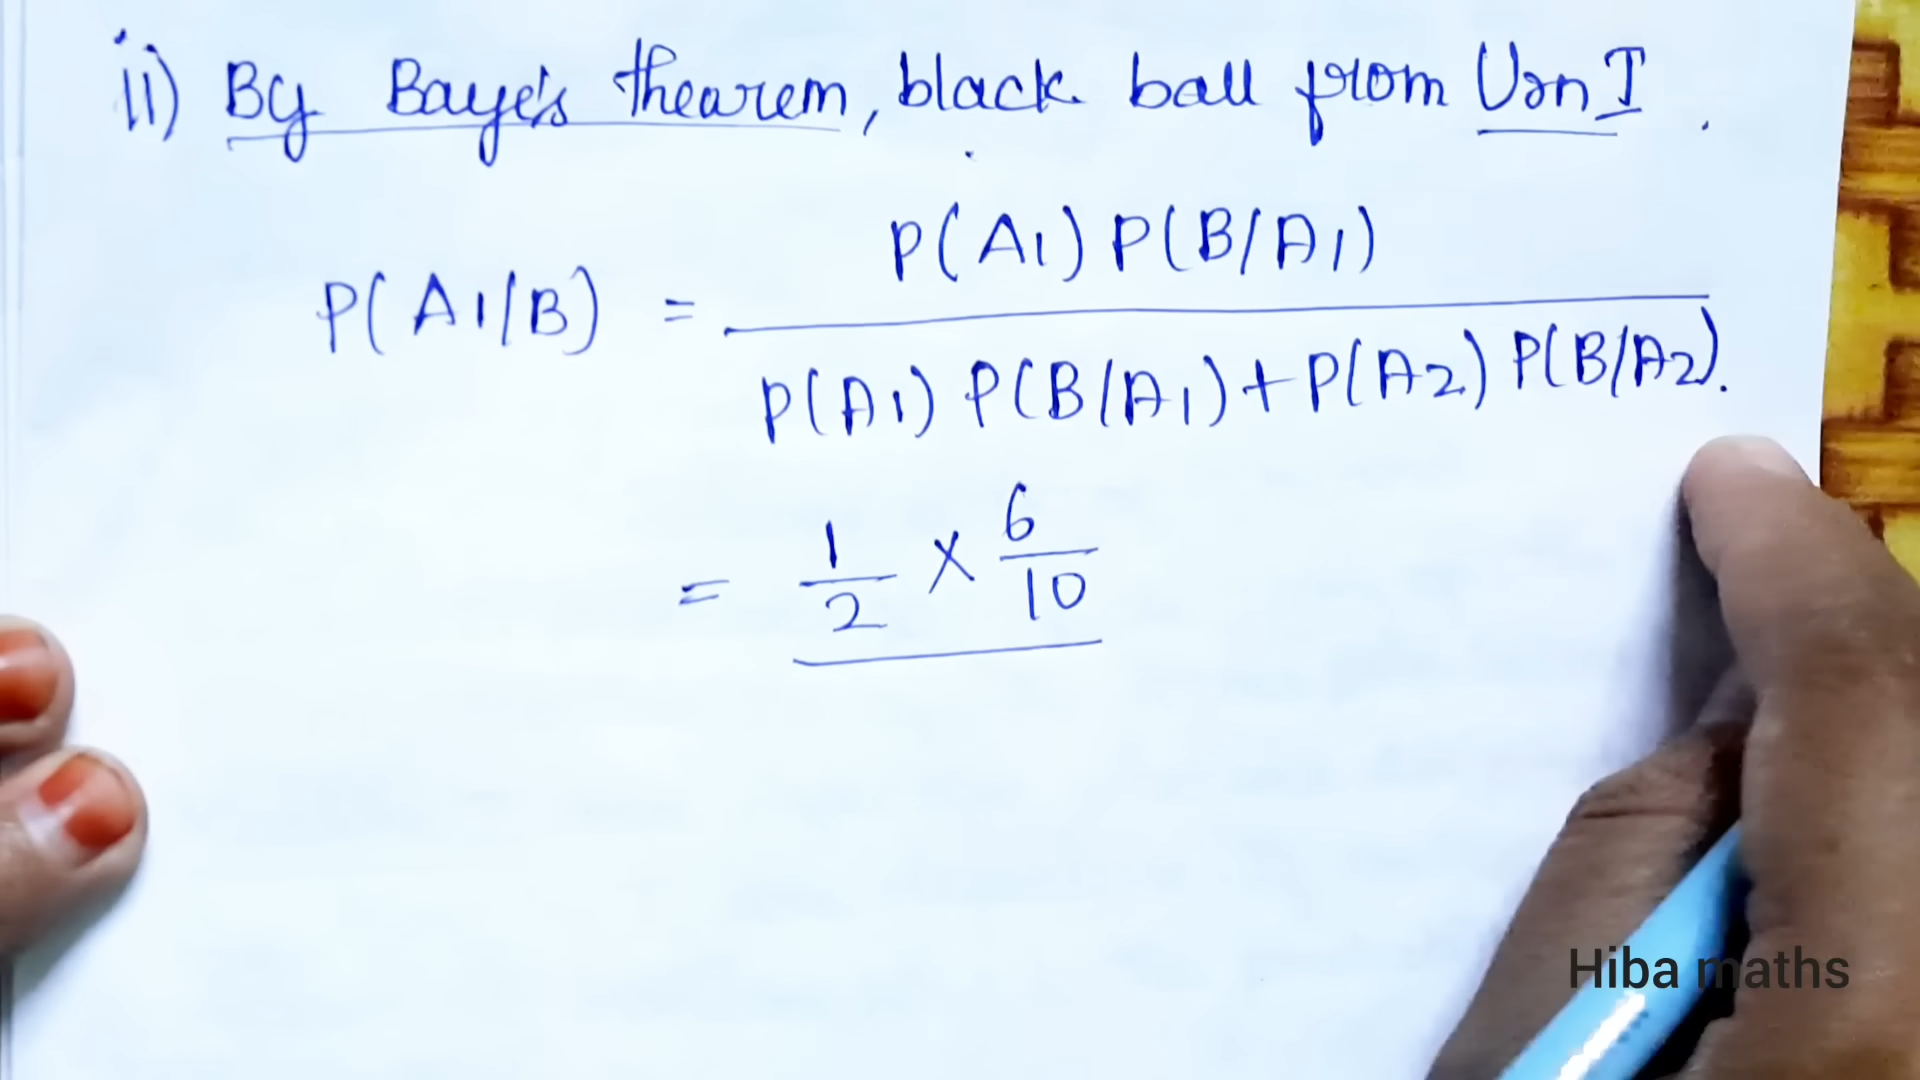 ii) By Baye's thearem, black ball from Urn I.
P(A1/B) = P(A1) P(B/A1)
P(A1) P(B/A1) + P(A2) P(B/A2).
= 1/2 × 6/10
Hiba maths